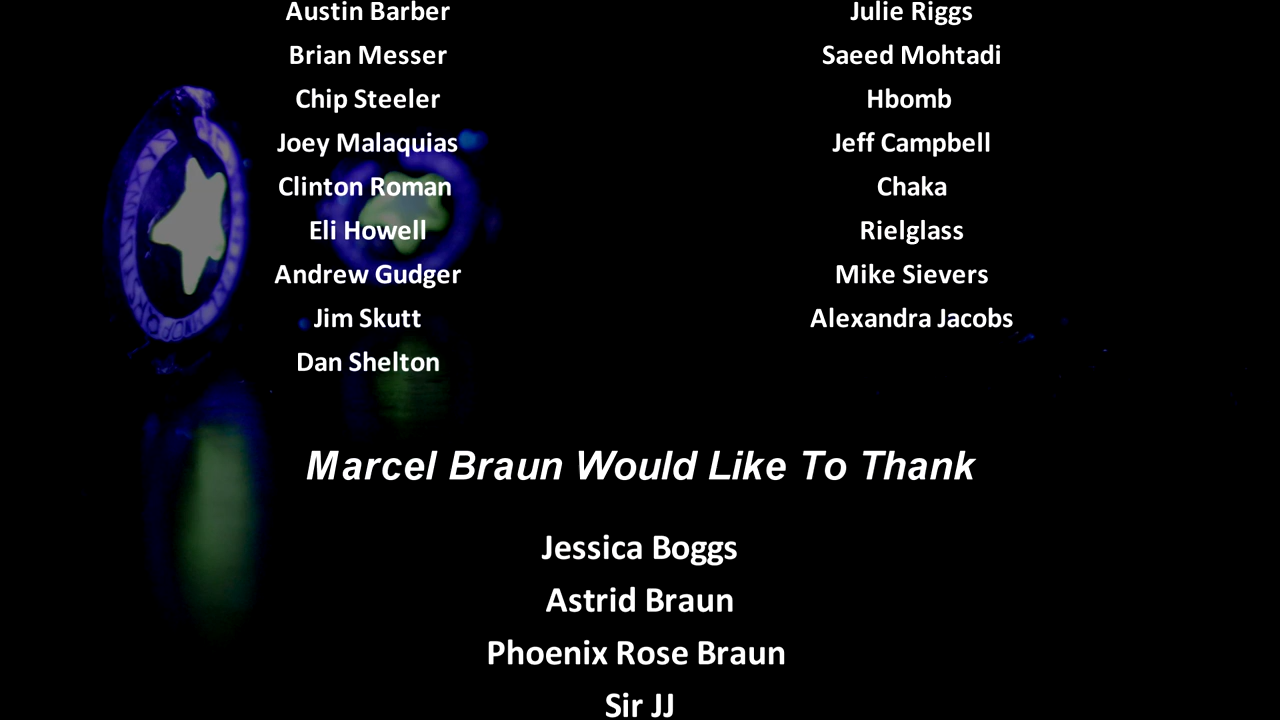 Austin Barber
Brian Messer
Chip Steeler
Joey Malaquias
Clinton Roman
Eli Howell
Andrew Gudger
Jim Skutt
Dan Shelton
Julie Riggs
Saeed Mohtadi
Hbomb
Jeff Campbell
Chaka
Rielglass
Mike Sievers
Alexandra Jacobs
Marcel Braun Would Like To Thank
Jessica Boggs
Astrid Braun
Phoenix Rose Braun
Sir JJ